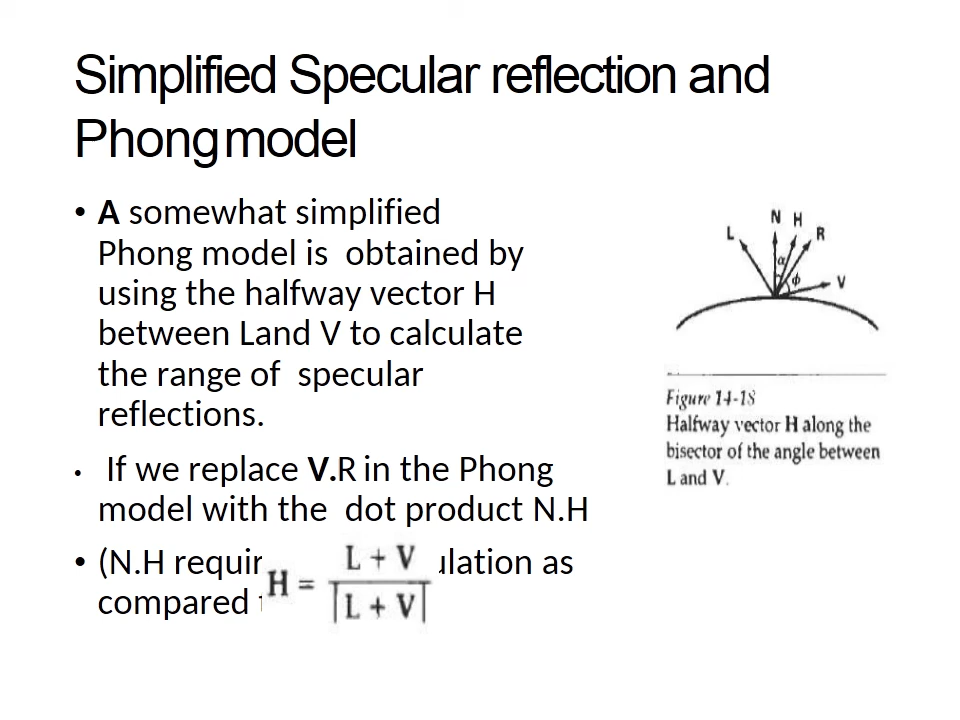 Simplified Specular reflection and
Phong model
• A somewhat simplified
Phong model is obtained by
using the halfway vector H
between Land V to calculate
the range of specular
reflections.
• If we replace V.R in the Phong
model with the dot product N.H
• (N.H requir ulation as
compared
H = L + V / |L + V|
N H
L R
α
ϕ V
Figure 14-18
Halfway vector H along the
bisector of the angle between
L and V.